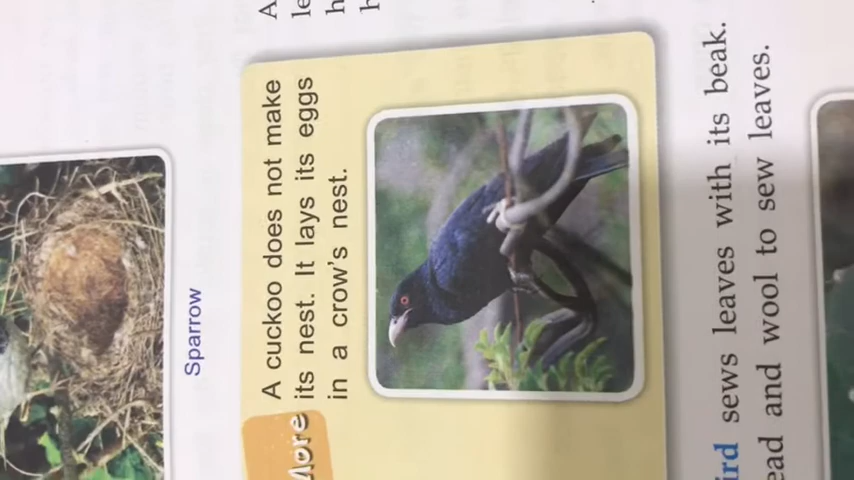 Sparrow
More
A cuckoo does not make
its nest. It lays its eggs
in a crow's nest.
sews leaves with its beak.
and wool to sew leaves.